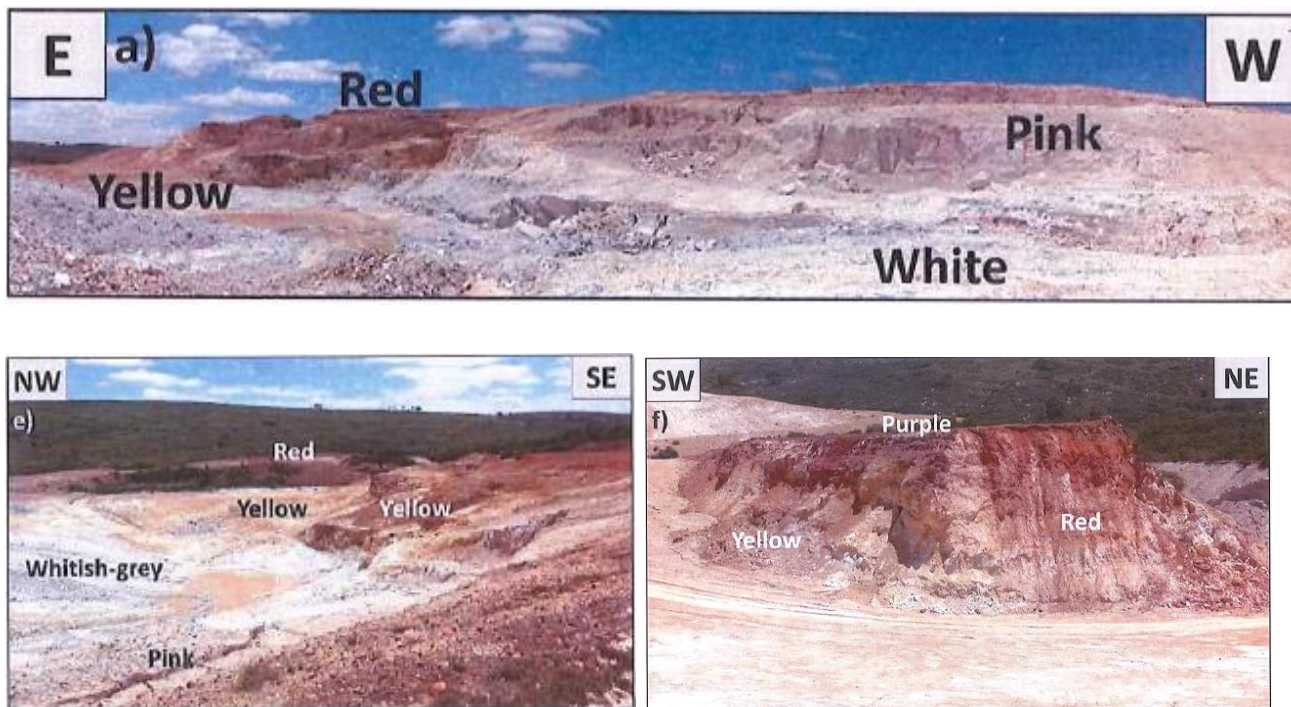 E a) W
Red
Pink
Yellow
White
NW SE
e)
Red
Yellow Yellow
Whitish-grey
Pink
SW NE
f)
Purple
Yellow Red